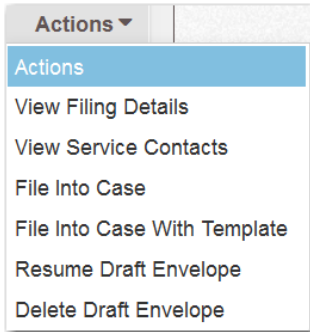 Actions ▼
Actions
View Filing Details
View Service Contacts
File Into Case
File Into Case With Template
Resume Draft Envelope
Delete Draft Envelope